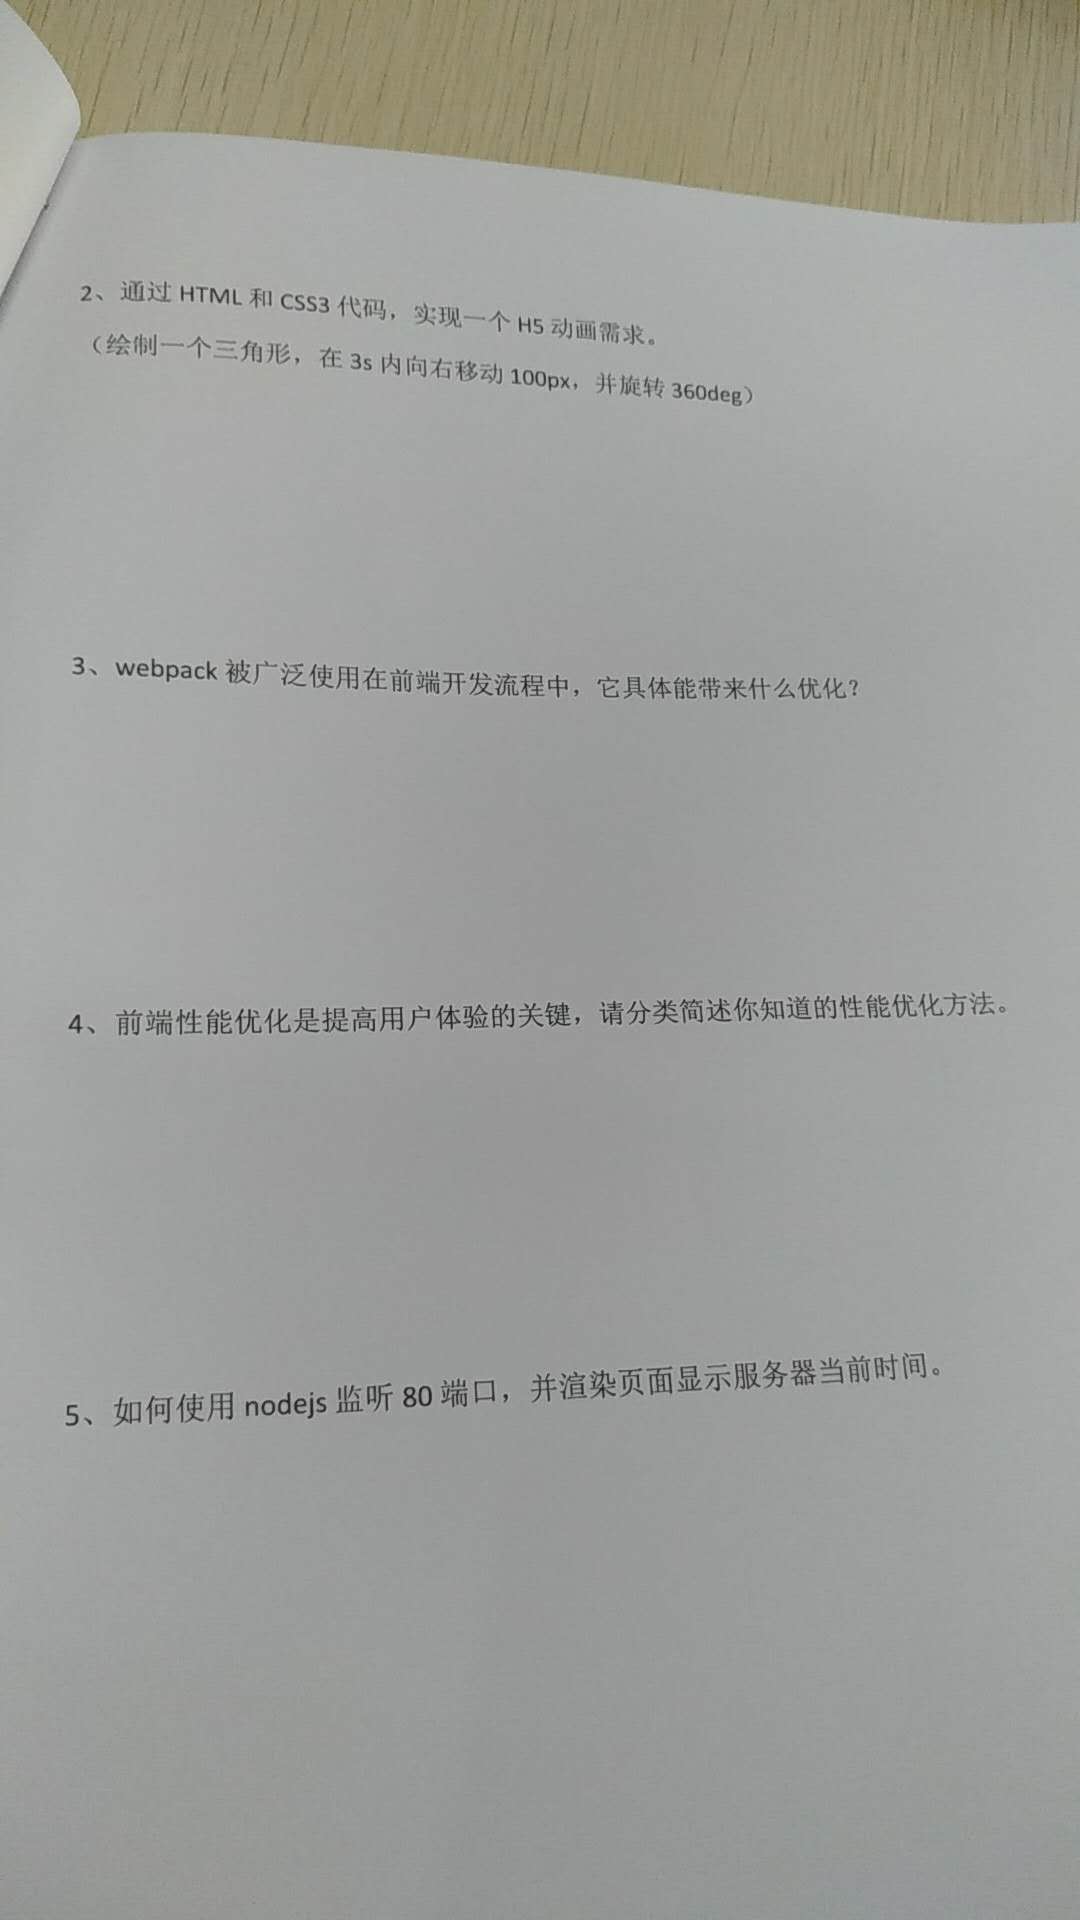 2、通过 HTML 和 CSS3 代码，实现一个 H5 动画需求。
（绘制一个三角形，在 3s 内向右移动 100px，并旋转 360deg）
3、webpack 被广泛使用在前端开发流程中，它具体能带来什么优化？
4、前端性能优化是提高用户体验的关键，请分类简述你知道的性能优化方法。
5、如何使用 nodejs 监听 80 端口，并渲染页面显示服务器当前时间。